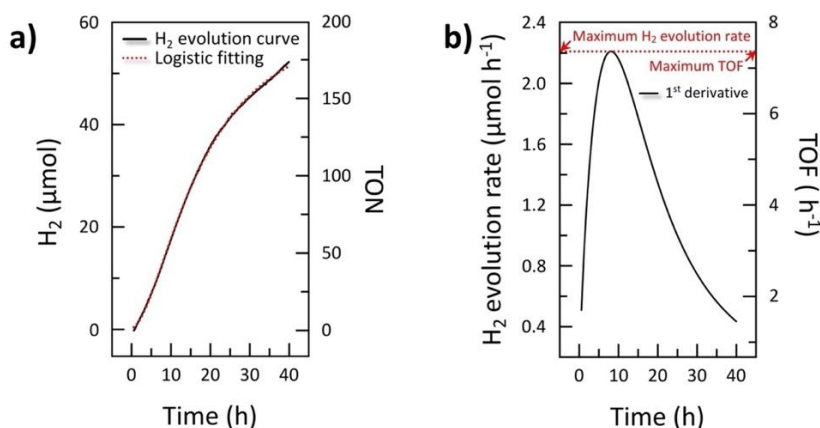 a)
H₂ evolution curve
Logistic fitting
H₂ (μmol)
60
40
20
0
TON
200
150
100
50
0
0 10 20 30 40
Time (h)
b)
Maximum H₂ evolution rate
Maximum TOF
1ˢᵗ derivative
H₂ evolution rate (μmol h⁻¹)
2.4
2.0
1.6
1.2
0.8
0.4
TOF ( h⁻¹)
8
6
4
2
0 10 20 30 40
Time (h)